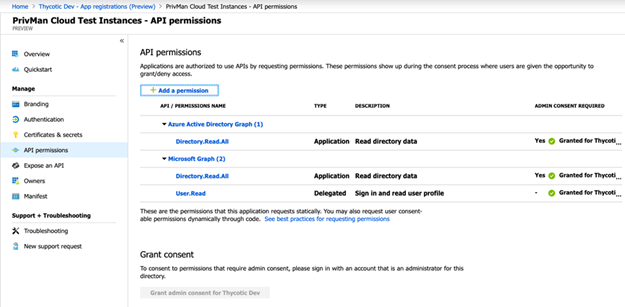 Home > Thycotic Dev - App registrations (Preview) > PrivMan Cloud Test Instances - API permissions
PrivMan Cloud Test Instances - API permissions
PREVIEW
«
Overview
Quickstart
Manage
Branding
Authentication
Certificates & secrets
API permissions
Expose an API
Owners
Manifest
Support + Troubleshooting
Troubleshooting
New support request
API permissions
Applications are authorized to use APIs by requesting permissions. These permissions show up during the consent process where users are given the opportunity to
grant/deny access.
+ Add a permission
API / PERMISSIONS NAME TYPE DESCRIPTION ADMIN CONSENT REQUIRED
Azure Active Directory Graph (1)
Directory.Read.All Application Read directory data Yes Granted for Thycoti...
Microsoft Graph (2)
Directory.Read.All Application Read directory data Yes Granted for Thycoti...
User.Read Delegated Sign in and read user profile - Granted for Thycoti...
These are the permissions that this application requests statically. You may also request user consent-
able permissions dynamically through code. See best practices for requesting permissions
Grant consent
To consent to permissions that require admin consent, please sign in with an account that is an administrator for this
directory.
Grant admin consent for Thycotic Dev